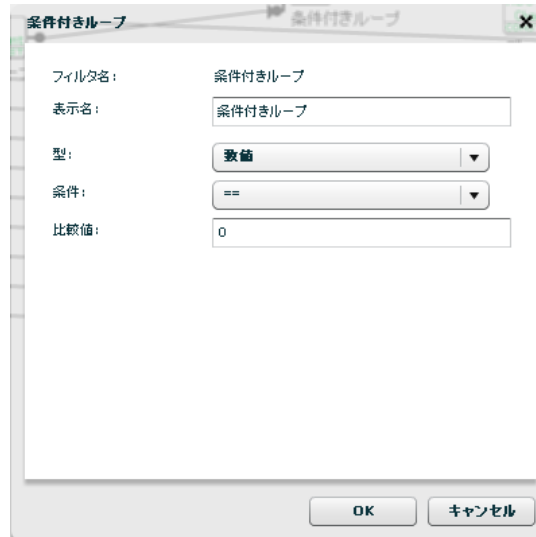 条件付きループ
条件付きループ
フィルタ名: 条件付きループ
表示名: 条件付きループ
型: 数値
条件: ==
比較値: 0
OK キャンセル